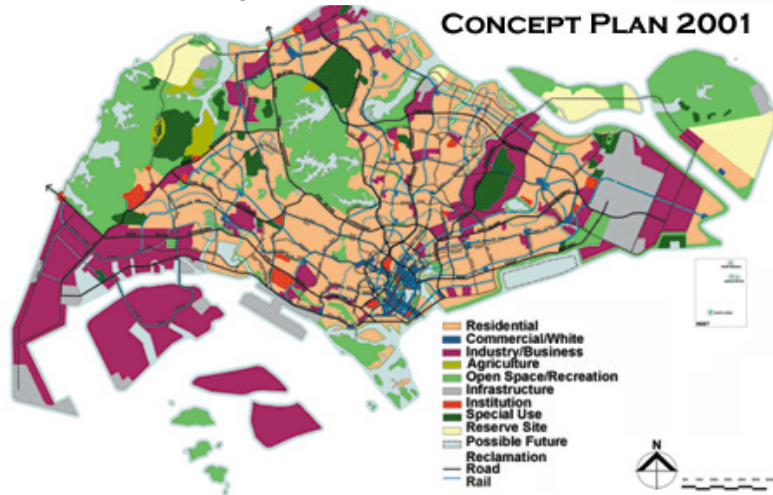 CONCEPT PLAN 2001
Residential
Commercial/White
Industry/Business
Agriculture
Open Space/Recreation
Infrastructure
Institution
Special Use
Reserve Site
Possible Future
Reclamation
Road
Rail
N